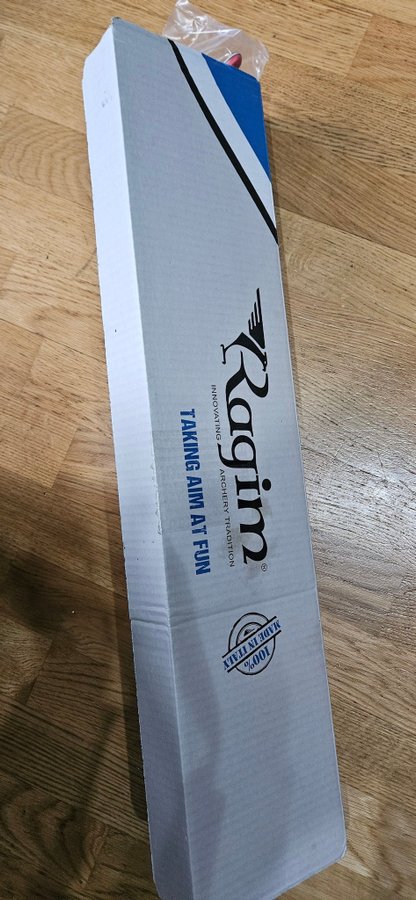 Ragim®
INNOVATING ARCHERY TRADITION
TAKING AIM AT FUN
100%
MADE IN ITALY